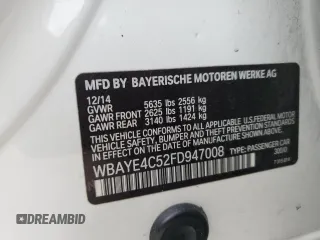 MFD BY BAYERISCHE MOTOREN WERKE AG
12/14
GVWR 5635 lbs 2556 kg
GAWR FRONT 2625 lbs 1191 kg
GAWR REAR 3140 lbs 1424 kg
THIS VEHICLE CONFORMS TO ALL APPLICABLE FEDERAL MOTOR
VEHICLE SAFETY, BUMPER, AND THEFT PREVENTION STANDARDS
IN EFFECT ON THE DATE OF MANUFACTURE SHOWN ABOVE.
WBAYE4C52FD947008 TYPE: PASSENGER CAR
DREAMBID